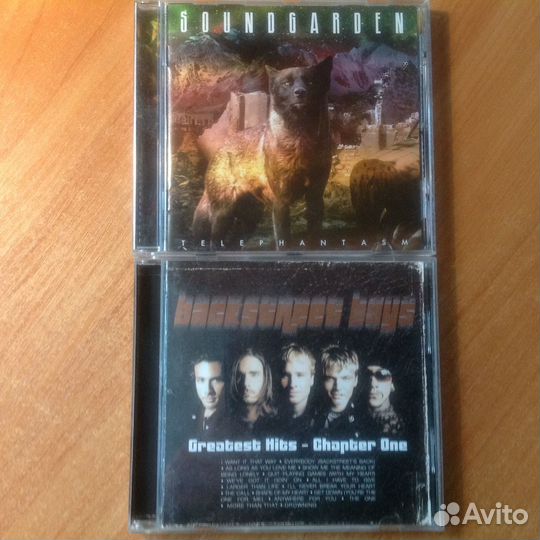 SOUNDGARDEN
TELEPHANTASM
backstreet boys
Greatest Hits - Chapter One
I WANT IT THAT WAY • EVERYBODY (BACKSTREET'S BACK)
• AS LONG AS YOU LOVE ME • SHOW ME THE MEANING OF
BEING LONELY • QUIT PLAYING GAMES (WITH MY HEART)
• WE'VE GOT IT GOIN' ON • ALL I HAVE TO GIVE
• LARGER THAN LIFE • I'LL NEVER BREAK YOUR HEART
• THE CALL • SHAPE OF MY HEART • GET DOWN (YOU'RE THE
ONE FOR ME) • ANYWHERE FOR YOU • THE ONE
• MORE THAN THAT • DROWNING
Avito